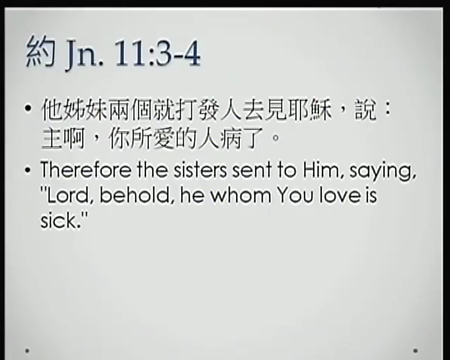 約 Jn. 11:3-4
• 他姊妹兩個就打發人去見耶穌，說：
主啊，你所愛的人病了。
• Therefore the sisters sent to Him, saying,
"Lord, behold, he whom You love is
sick."